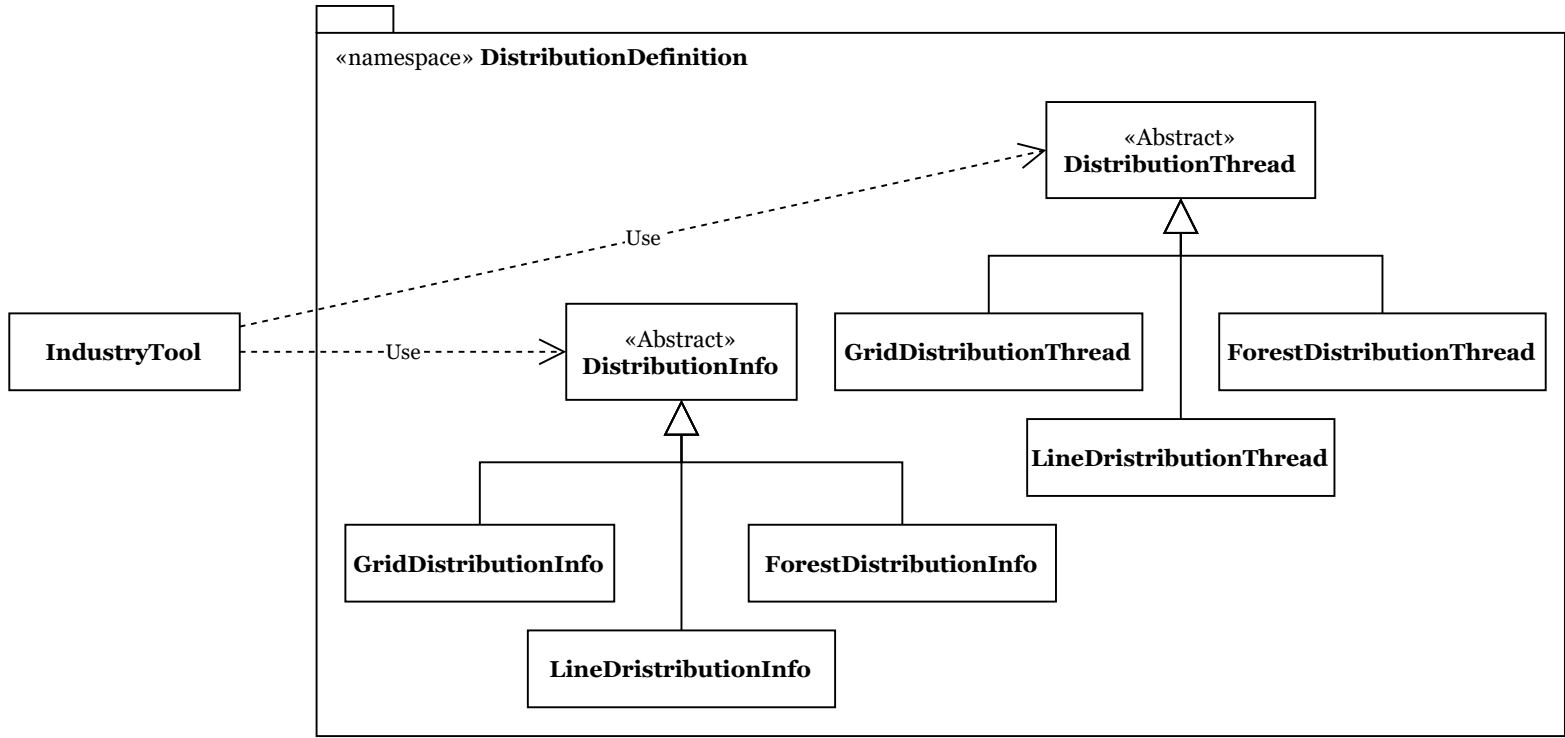 «namespace» DistributionDefinition
«Abstract»
DistributionThread
Use
IndustryTool
Use
«Abstract»
DistributionInfo
GridDistributionThread
ForestDistributionThread
LineDristributionThread
GridDistributionInfo
ForestDistributionInfo
LineDristributionInfo